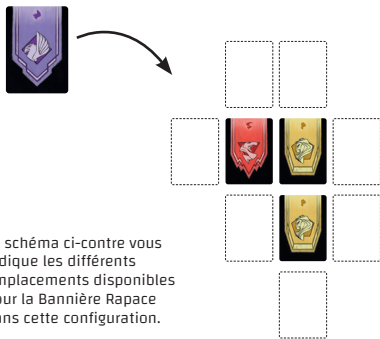 schéma ci-contre vous
dique les différents
mplacements disponibles
our la Bannière Rapace
ans cette configuration.